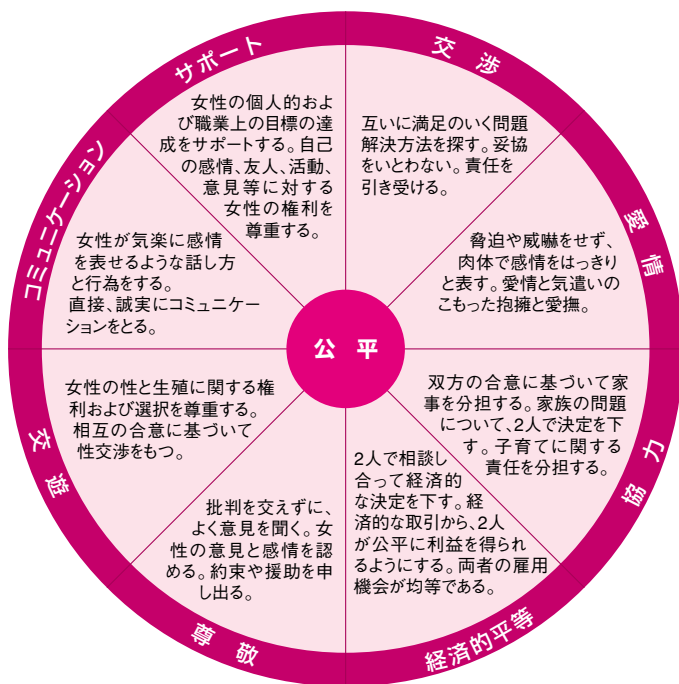 サポート
女性の個人的およ
び職業上の目標の達
成をサポートする。自己
の感情、友人、活動、
意見等に対する
女性の権利を
尊重する。
交渉
互いに満足のいく問題
解決方法を探す。妥協
をいとわない。責任を
引き受ける。
愛情
脅迫や威嚇をせず、
肉体で感情をはっきり
と表す。愛情と気遣いの
こもった抱擁と愛撫。
協力
双方の合意に基づいて家
事を分担する。家族の問題
について、2人で決定を下
す。子育てに関する
責任を分担する。
経済的平等
2人で相談し
合って経済的
な決定を下す。経
済的な取引から、2人
が公平に利益を得られ
るようにする。両者の雇用
機会が均等である。
尊敬
批判を交えずに、
よく意見を聞く。女
性の意見と感情を認
める。約束や援助を申
し出る。
交遊
女性の性と生殖に関する権
利および選択を尊重する。
相互の合意に基づいて
性交渉をもつ。
コミュニケーション
女性が気楽に感情
を表せるような話し方
と行為をする。
直接、誠実にコミュニケー
ションをとる。
公平